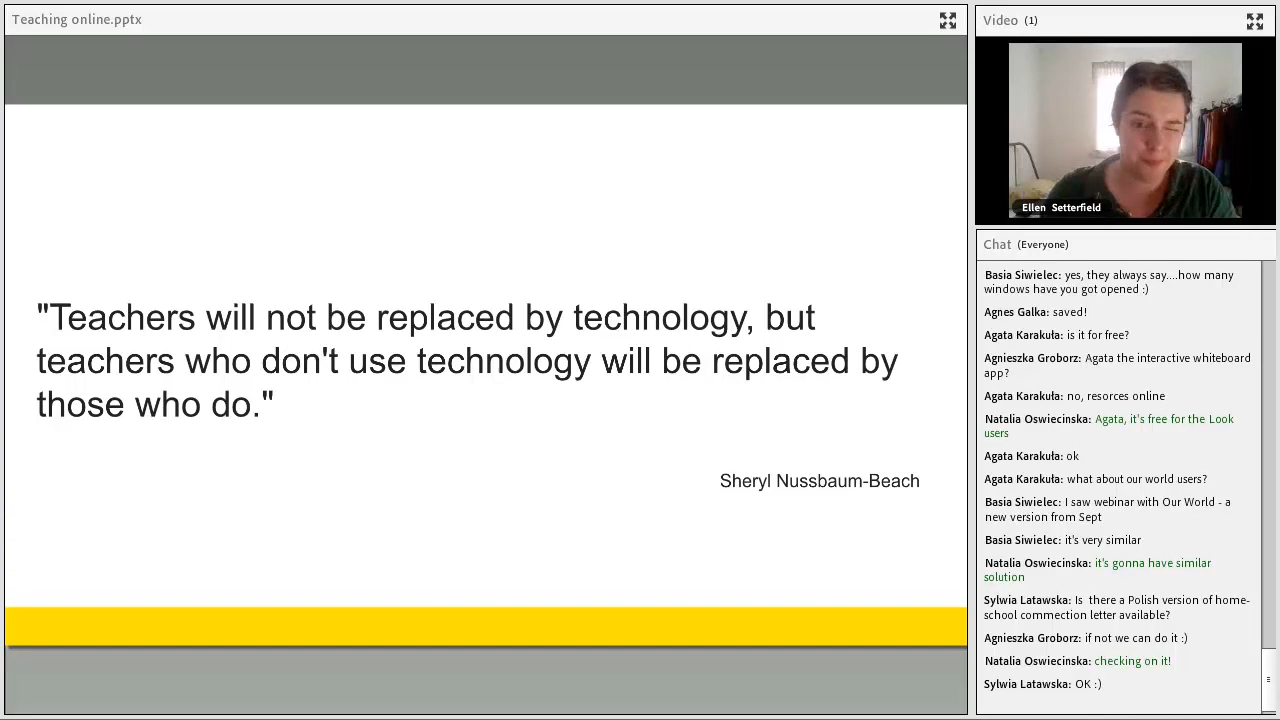 Teaching online.pptx
"Teachers will not be replaced by technology, but
teachers who don't use technology will be replaced by
those who do."
Sheryl Nussbaum-Beach
Video (1)
Ellen Setterfield
Chat (Everyone)
Basia Siwielec: yes, they always say....how many
windows have you got opened :)
Agnes Galka: saved!
Agata Karakuła: is it for free?
Agnieszka Groborz: Agata the interactive whiteboard
app?
Agata Karakuła: no, resorces online
Natalia Oswiecinska: Agata, it's free for the Look
users
Agata Karakuła: ok
Agata Karakuła: what about our world users?
Basia Siwielec: I saw webinar with Our World - a
new version from Sept
Basia Siwielec: it's very similar
Natalia Oswiecinska: it's gonna have similar
solution
Sylwia Latawska: Is there a Polish version of home-
school commection letter available?
Agnieszka Groborz: if not we can do it :)
Natalia Oswiecinska: checking on it!
Sylwia Latawska: OK :)